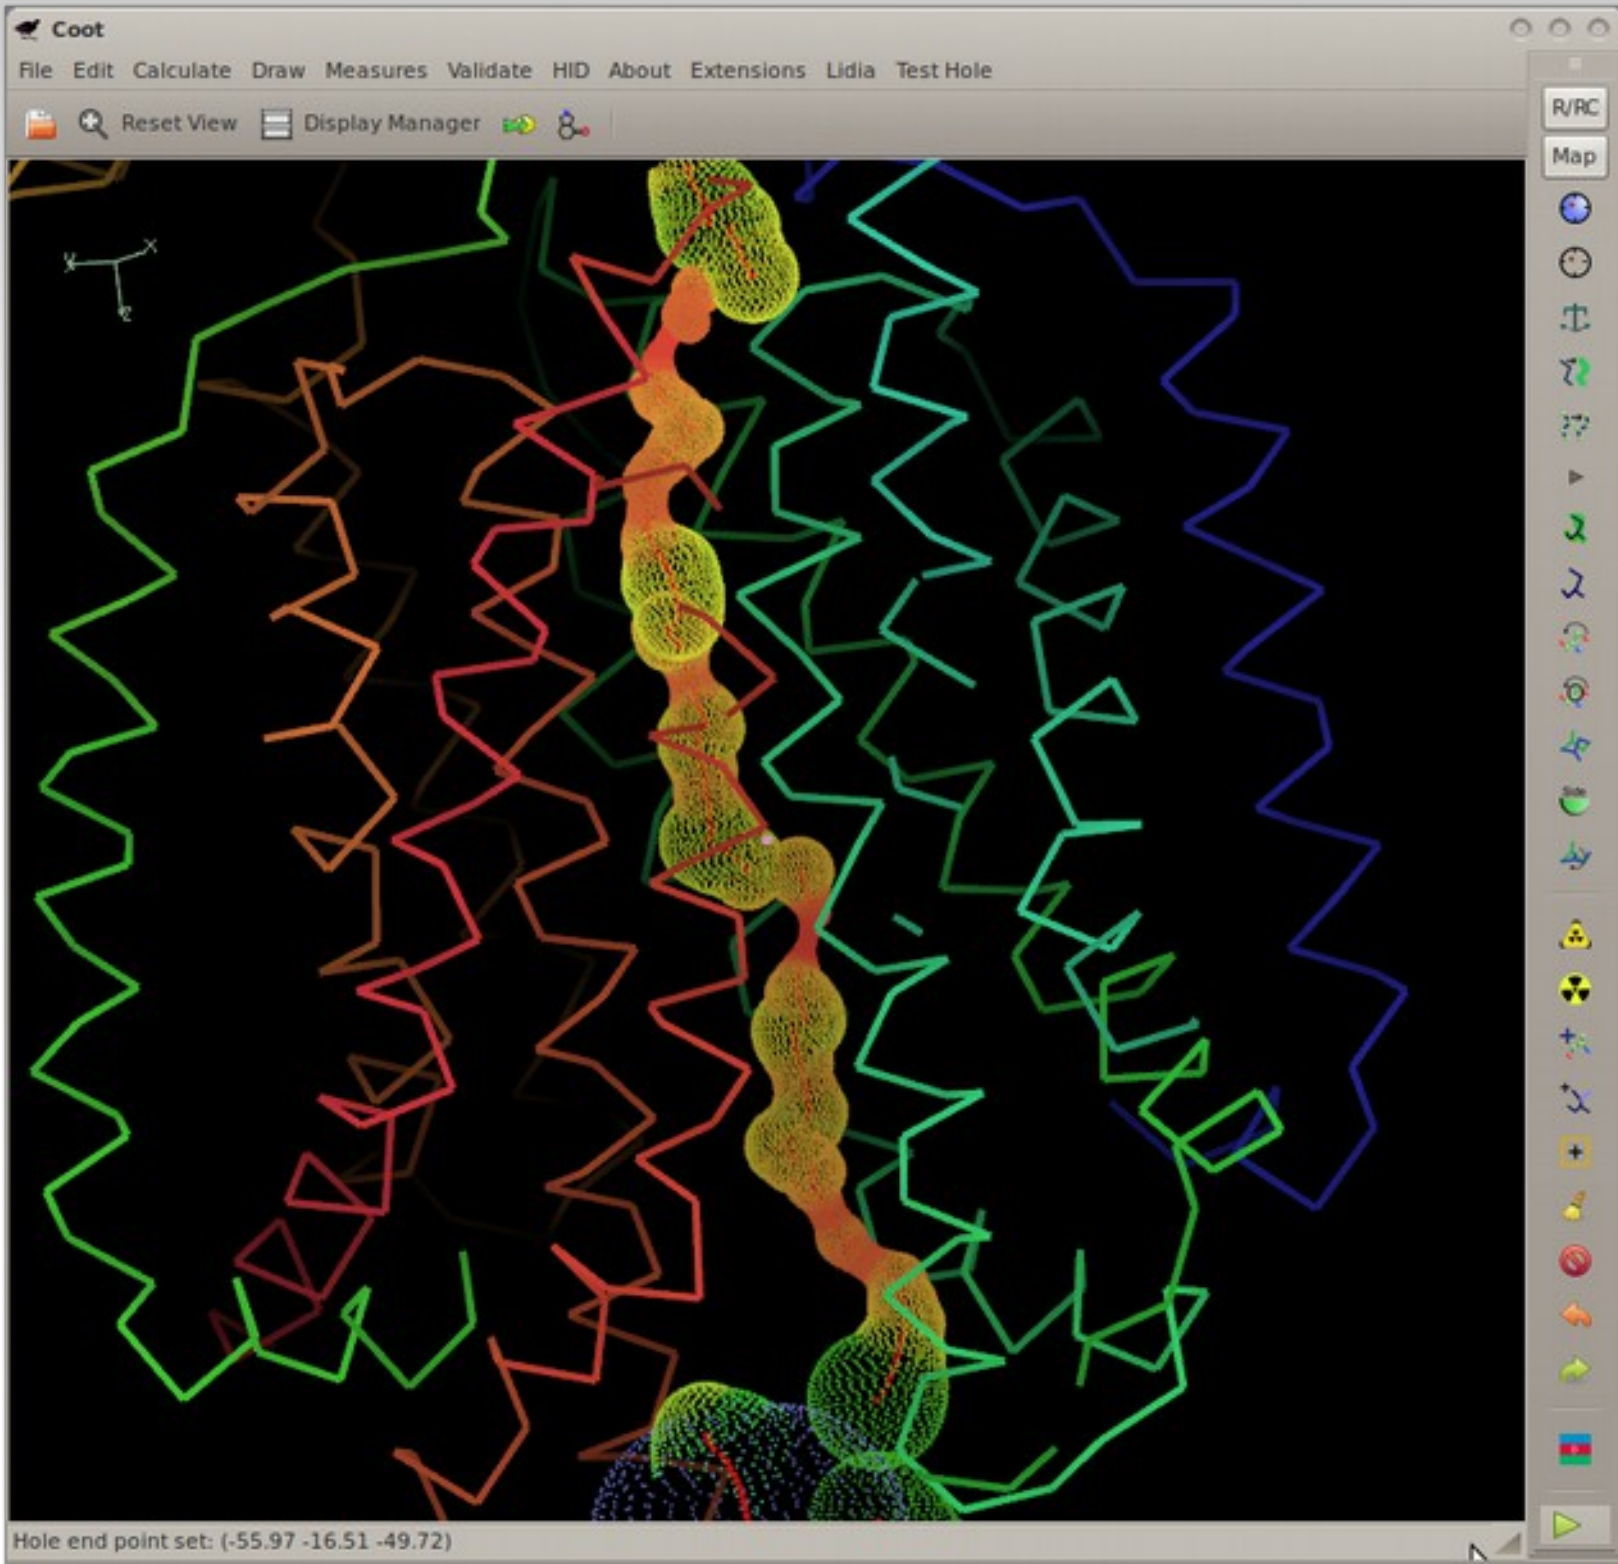 Coot
File Edit Calculate Draw Measures Validate HID About Extensions Lidia Test Hole
Reset View Display Manager
R/RC
Map
x
y
z
Side
Hole end point set: (-55.97 -16.51 -49.72)